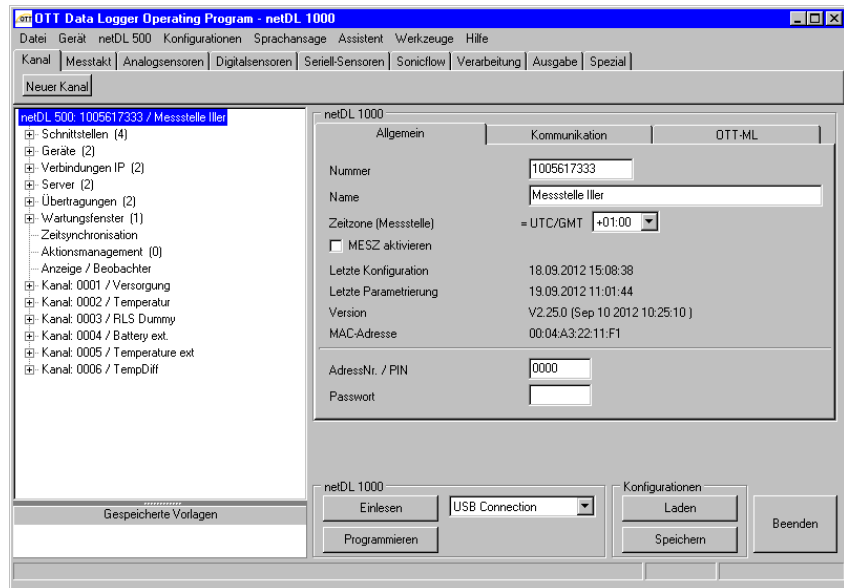 OTT OTT Data Logger Operating Program - netDL 1000
Datei Gerät netDL 500 Konfigurationen Sprachansage Assistent Werkzeuge Hilfe
Kanal Messtakt Analogsensoren Digitalsensoren Seriell-Sensoren Sonicflow Verarbeitung Ausgabe Spezial
Neuer Kanal
netDL 500: 1005617333 / Messstelle Iller
Schnittstellen (4)
Geräte (2)
Verbindungen IP (2)
Server (2)
Übertragungen (2)
Wartungsfenster (1)
Zeitsynchronisation
Aktionsmanagement (0)
Anzeige / Beobachter
Kanal: 0001 / Versorgung
Kanal: 0002 / Temperatur
Kanal: 0003 / RLS Dummy
Kanal: 0004 / Battery ext.
Kanal: 0005 / Temperature ext
Kanal: 0006 / TempDiff
Gespeicherte Vorlagen
netDL 1000
Allgemein Kommunikation OTT-ML
Nummer 1005617333
Name Messstelle Iller
Zeitzone (Messstelle) = UTC/GMT +01:00
MESZ aktivieren
Letzte Konfiguration 18.09.2012 15:08:38
Letzte Parametrierung 19.09.2012 11:01:44
Version V2.25.0 (Sep 10 2012 10:25:10 )
MAC-Adresse 00:04:A3:22:11:F1
AdressNr. / PIN 0000
Passwort
netDL 1000 Konfigurationen
Einlesen USB Connection Laden
Programmieren Speichern Beenden